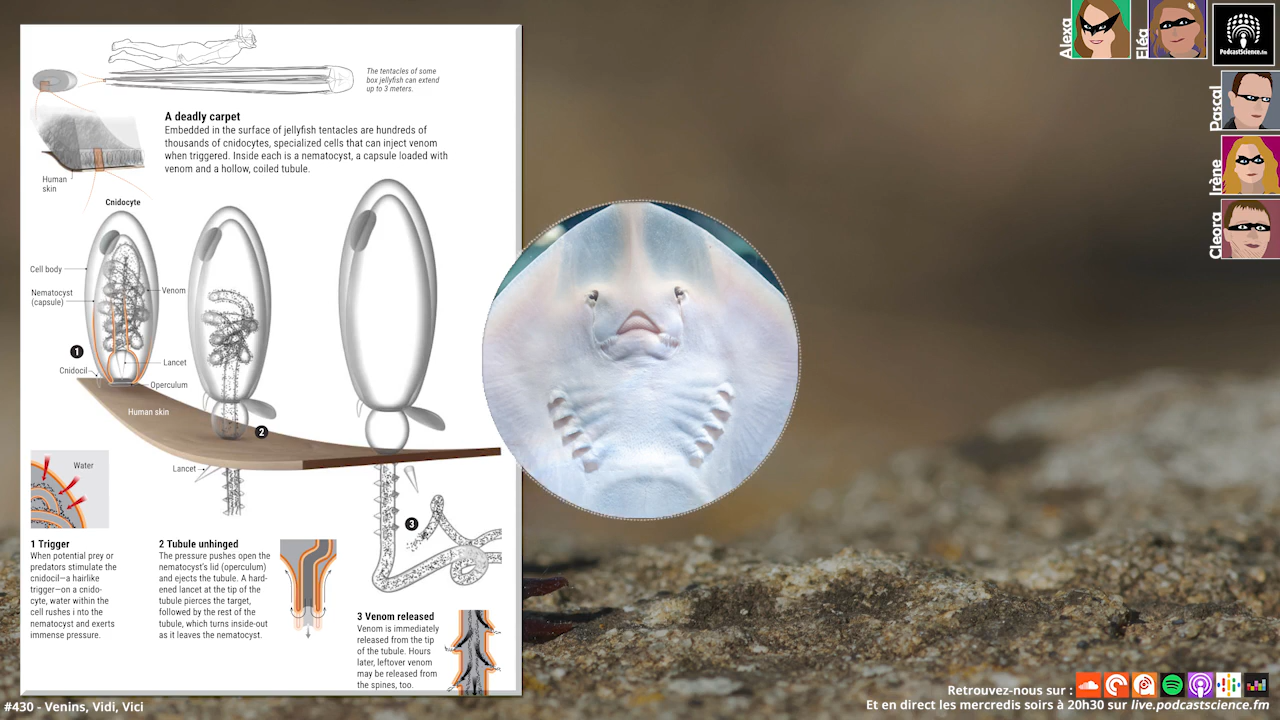 The tentacles of some
box jellyfish can extend
up to 3 meters.
A deadly carpet
Embedded in the surface of jellyfish tentacles are hundreds of
thousands of cnidocytes, specialized cells that can inject venom
when triggered. Inside each is a nematocyst, a capsule loaded with
venom and a hollow, coiled tubule.
Human
skin
Cnidocyte
Cell body
Nematocyst
(capsule)
Venom
1
Lancet
Cnidocil
Operculum
Human skin
2
Lancet
Water
3
1 Trigger
When potential prey or
predators stimulate the
cnidocil—a hairlike
trigger—on a cnido-
cyte, water within the
cell rushes i nto the
nematocyst and exerts
immense pressure.
2 Tubule unhinged
The pressure pushes open the
nematocyst's lid (operculum)
and ejects the tubule. A hard-
ened lancet at the tip of the
tubule pierces the target,
followed by the rest of the
tubule, which turns inside-out
as it leaves the nematocyst.
3 Venom released
Venom is immediately
released from the tip
of the tubule. Hours
later, leftover venom
may be released from
the spines, too.
Alexa
Eléa
PodcastScience.fm
Pascal
Irène
Cleora
#430 - Venins, Vidi, Vici
Retrouvez-nous sur :
Et en direct les mercredis soirs à 20h30 sur live.podcastscience.fm